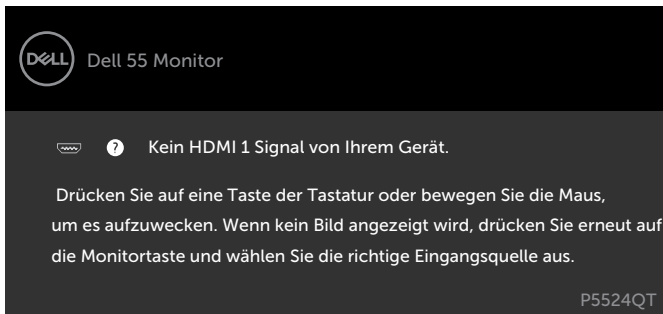 DELL
Dell 55 Monitor
? Kein HDMI 1 Signal von Ihrem Gerät.
Drücken Sie auf eine Taste der Tastatur oder bewegen Sie die Maus,
um es aufzuwecken. Wenn kein Bild angezeigt wird, drücken Sie erneut auf
die Monitortaste und wählen Sie die richtige Eingangsquelle aus.
P5524QT